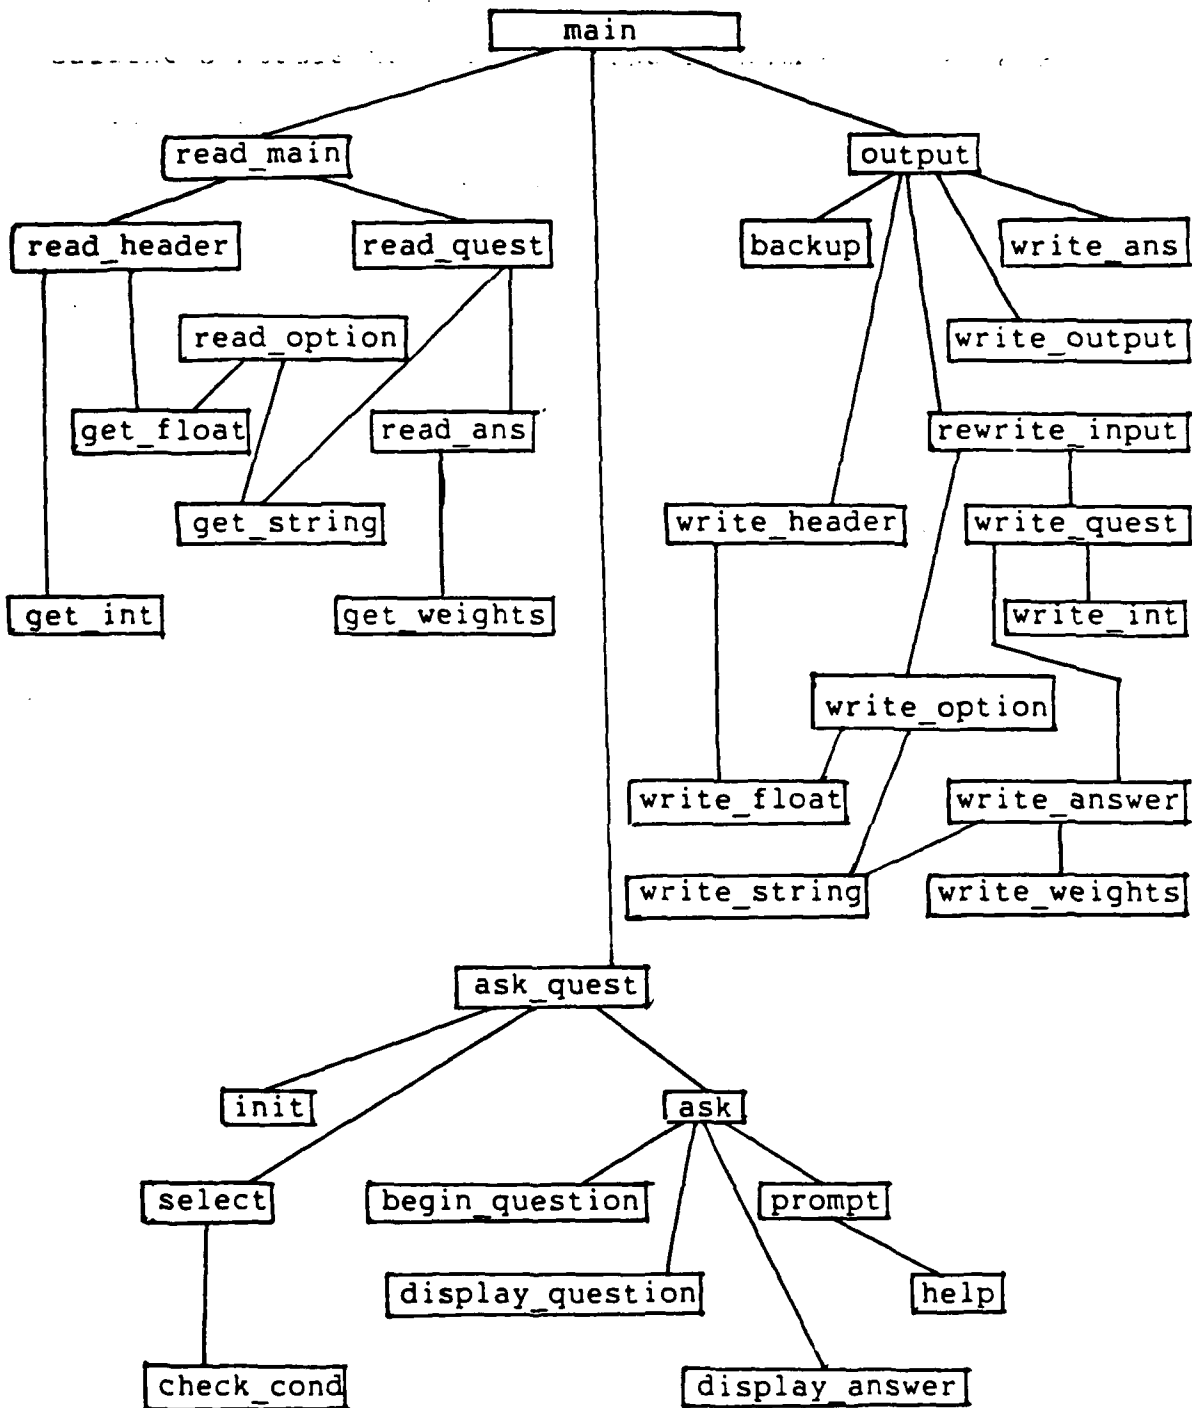 main
read_main
output
read_header
read_quest
backup
write_ans
read_option
write_output
get_float
read_ans
rewrite_input
get_string
write_header
write_quest
get_int
get_weights
write_int
write_option
write_float
write_answer
write_string
write_weights
ask_quest
init
ask
select
begin_question
prompt
display_question
help
check_cond
display_answer